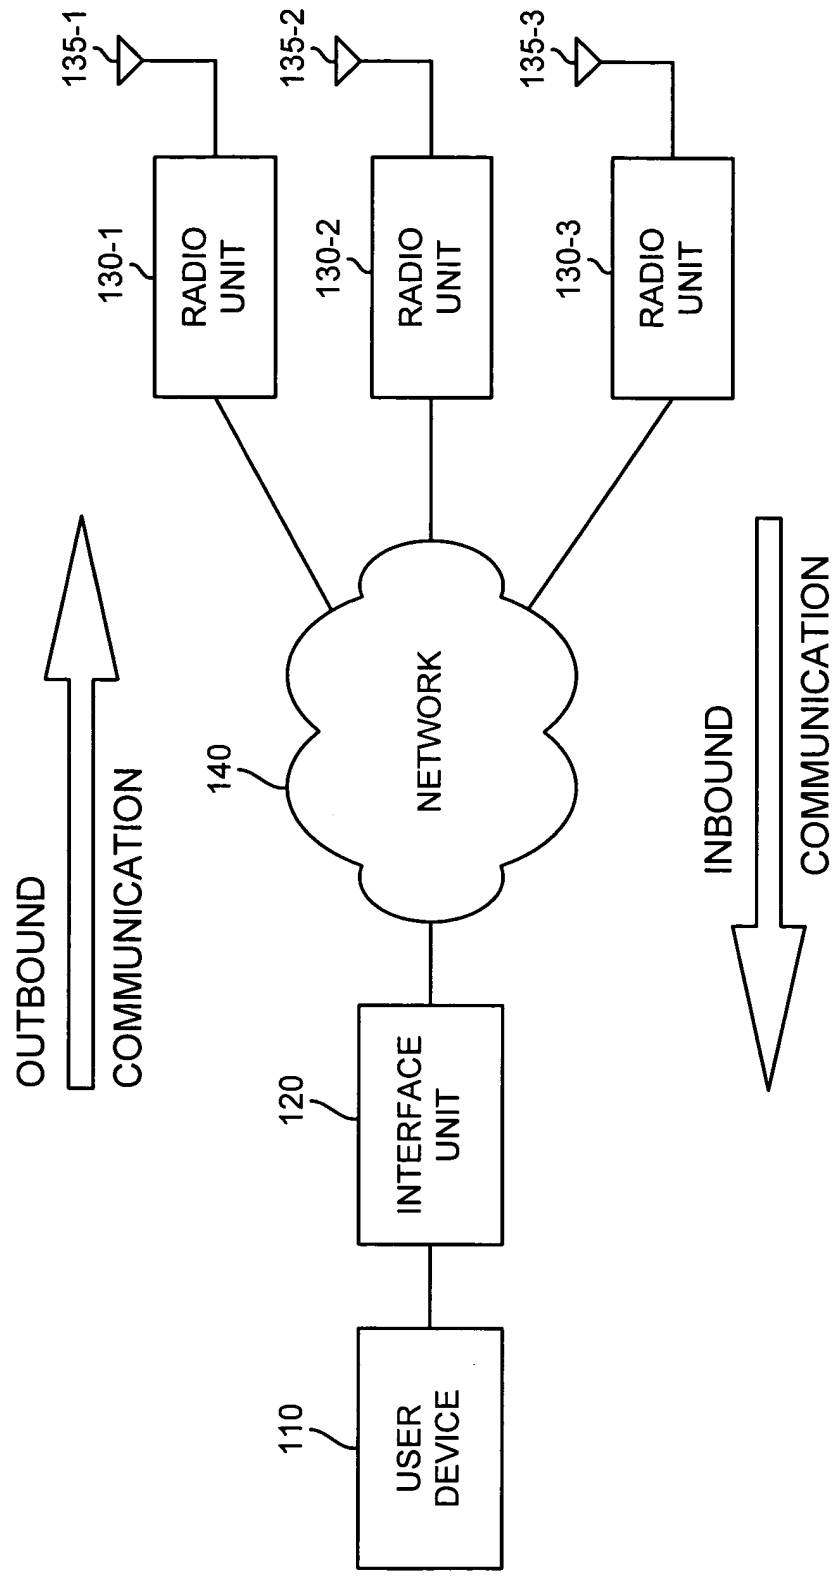 OUTBOUND
COMMUNICATION
110
USER
DEVICE
120
INTERFACE
UNIT
140
NETWORK
130-1
RADIO
UNIT
135-1
130-2
RADIO
UNIT
135-2
130-3
RADIO
UNIT
135-3
INBOUND
COMMUNICATION